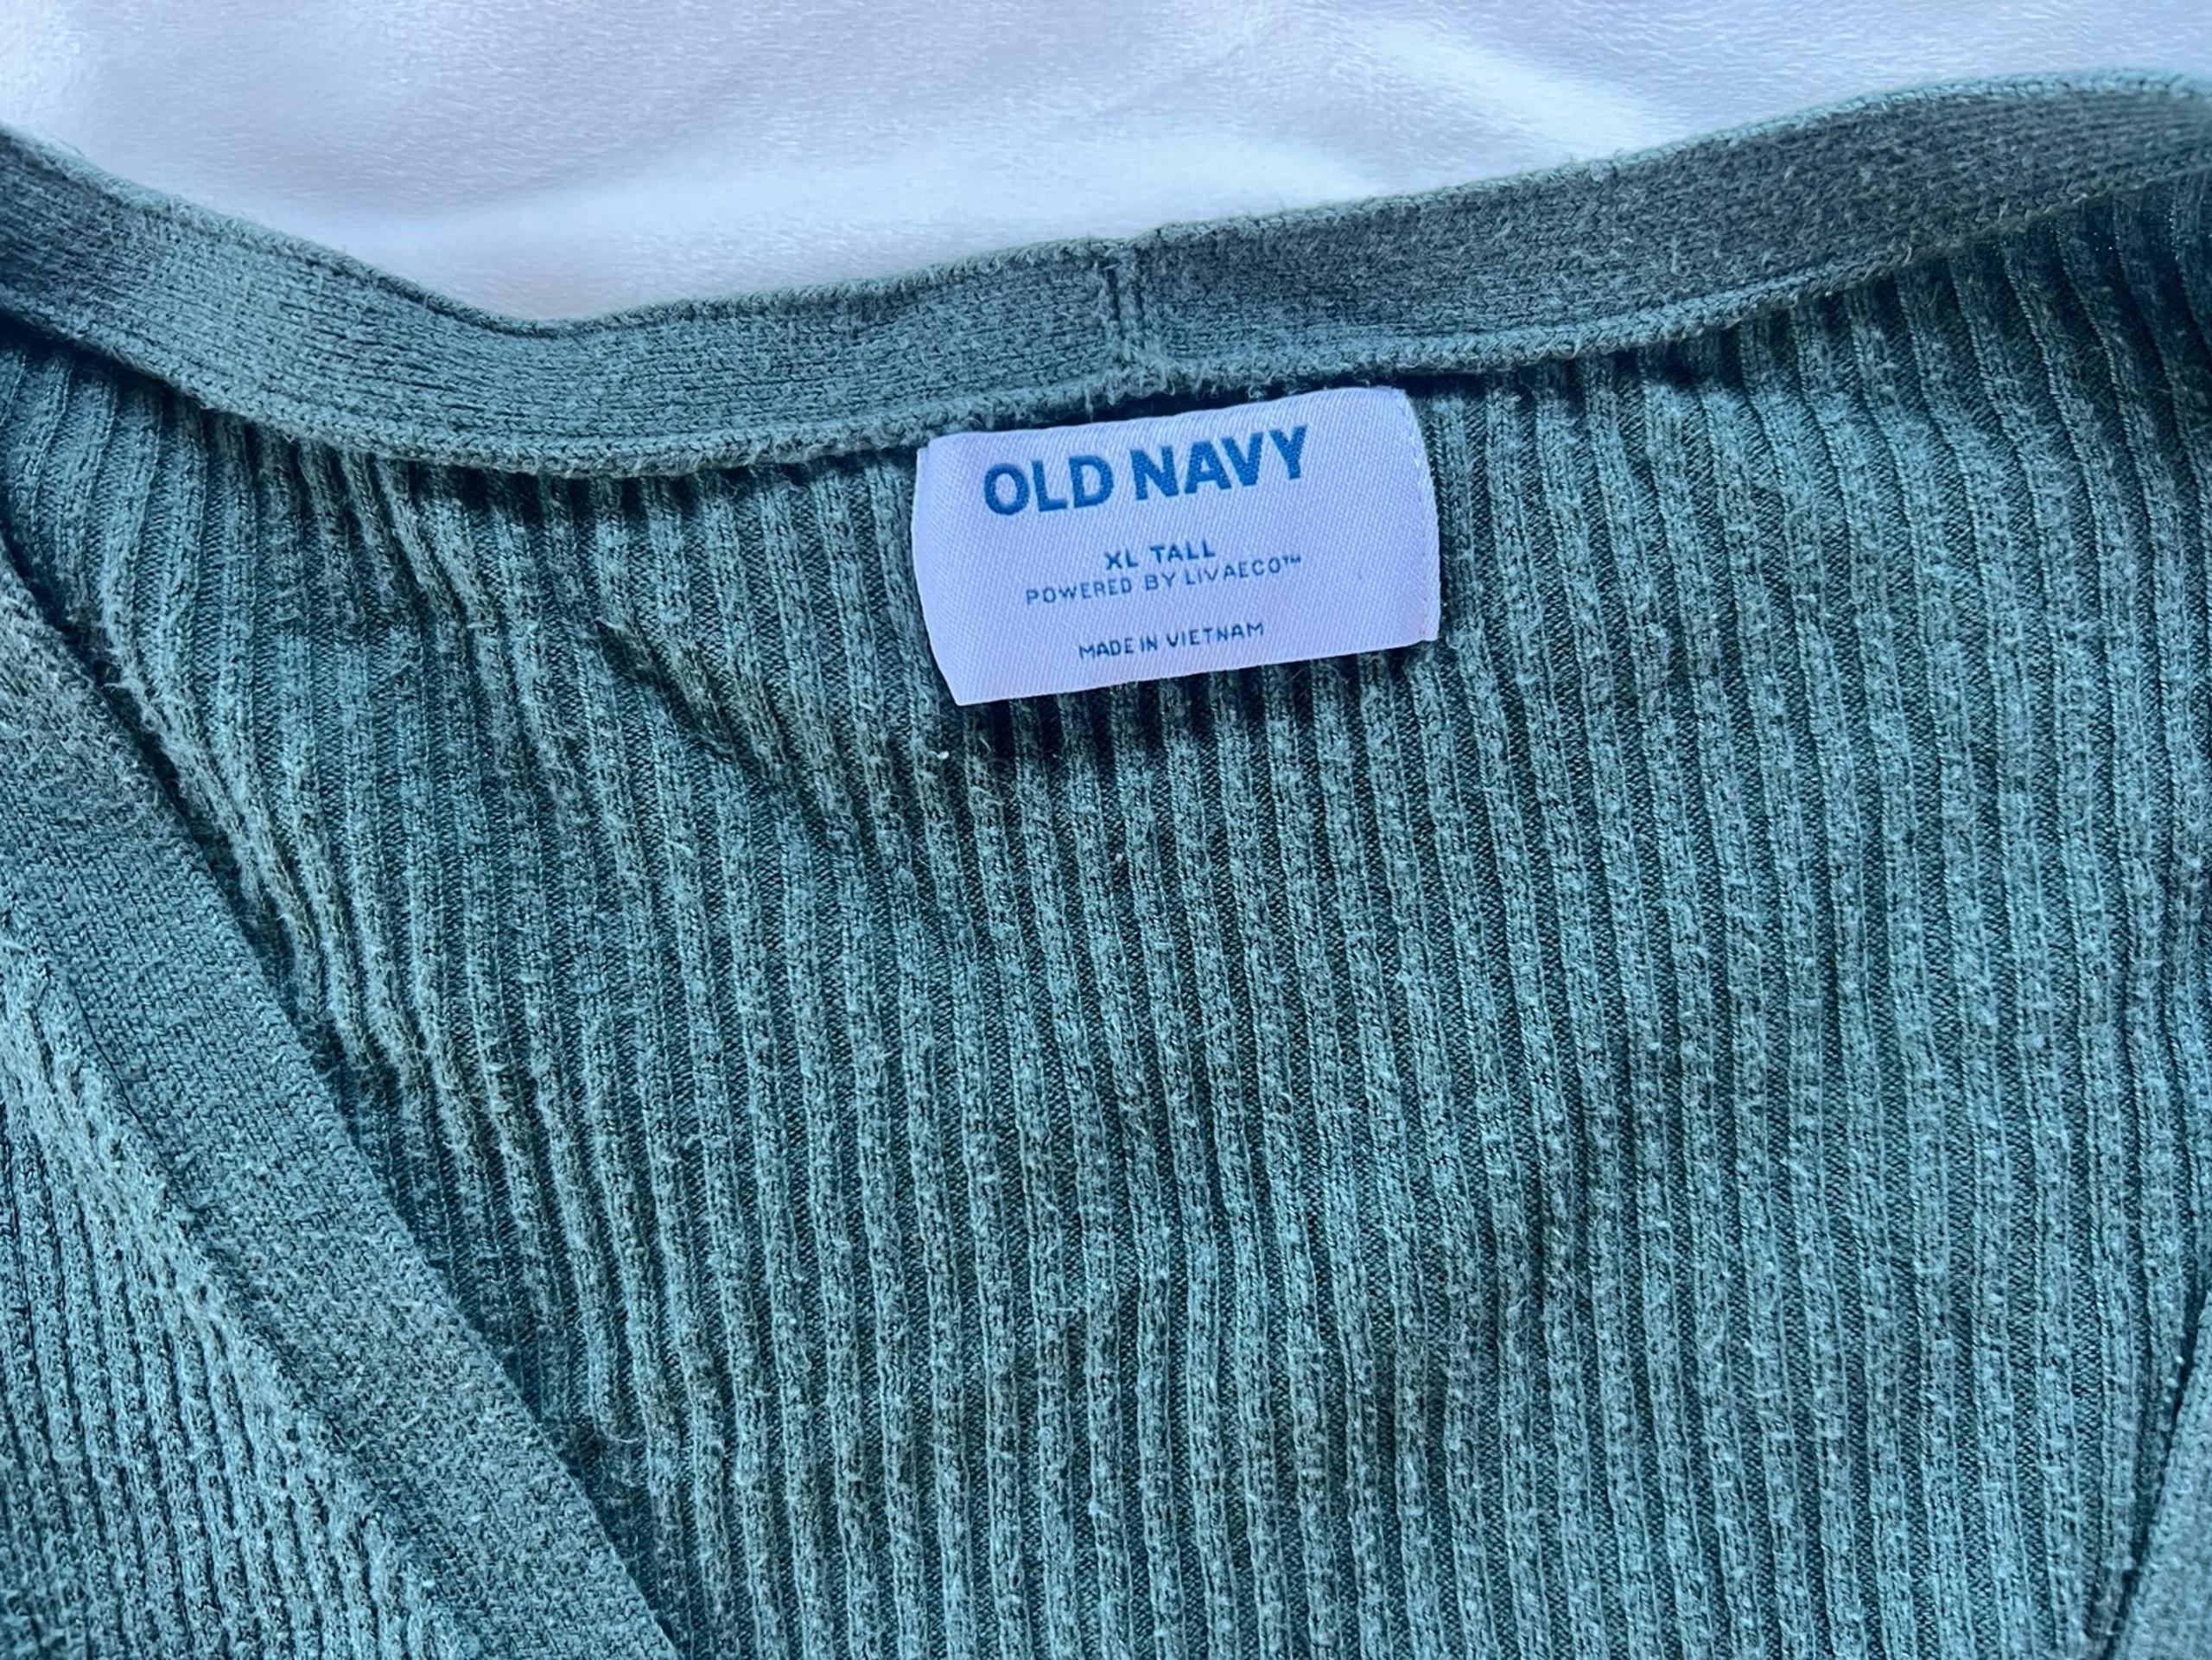 OLD NAVY
XL TALL
POWERED BY LIVAECO™
MADE IN VIETNAM